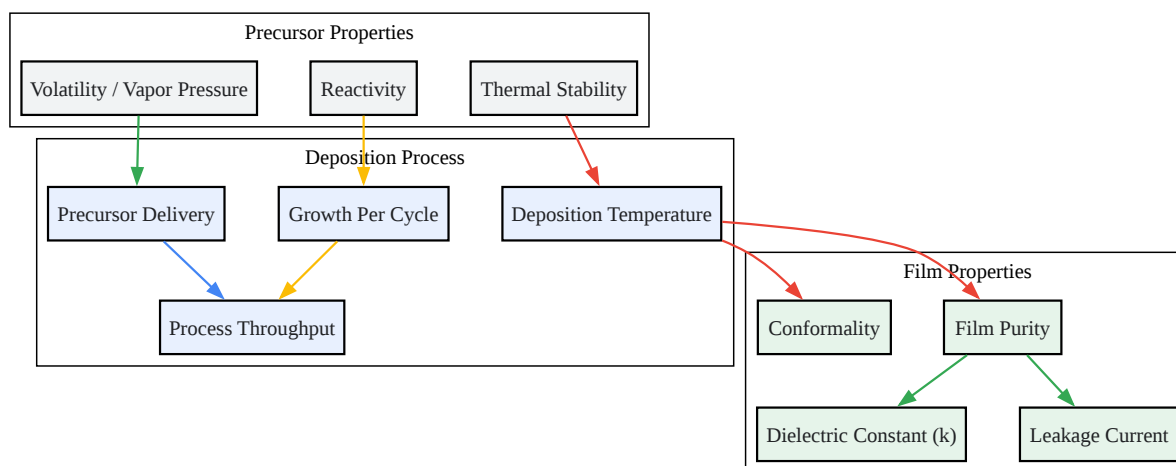 Precursor Properties
Volatility / Vapor Pressure
Reactivity
Thermal Stability
Deposition Process
Precursor Delivery
Growth Per Cycle
Deposition Temperature
Process Throughput
Film Properties
Conformality
Film Purity
Dielectric Constant (k)
Leakage Current